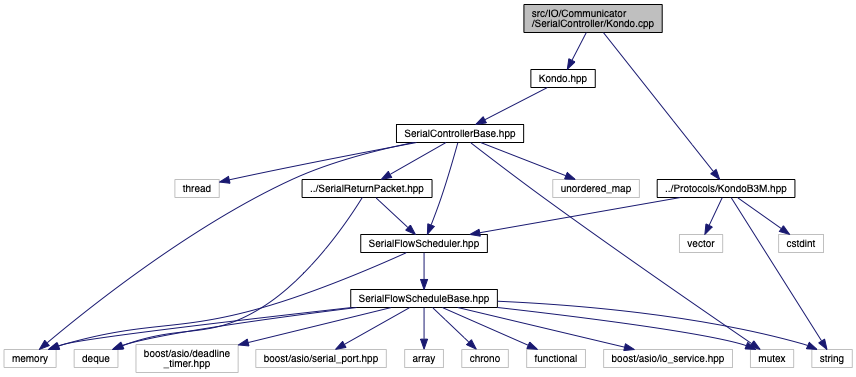 src/IO/Communicator
/SerialController/Kondo.cpp
Kondo.hpp
SerialControllerBase.hpp
thread
../SerialReturnPacket.hpp
unordered_map
../Protocols/KondoB3M.hpp
SerialFlowScheduler.hpp
vector
cstdint
SerialFlowScheduleBase.hpp
memory
deque
boost/asio/deadline
_timer.hpp
boost/asio/serial_port.hpp
array
chrono
functional
boost/asio/io_service.hpp
mutex
string